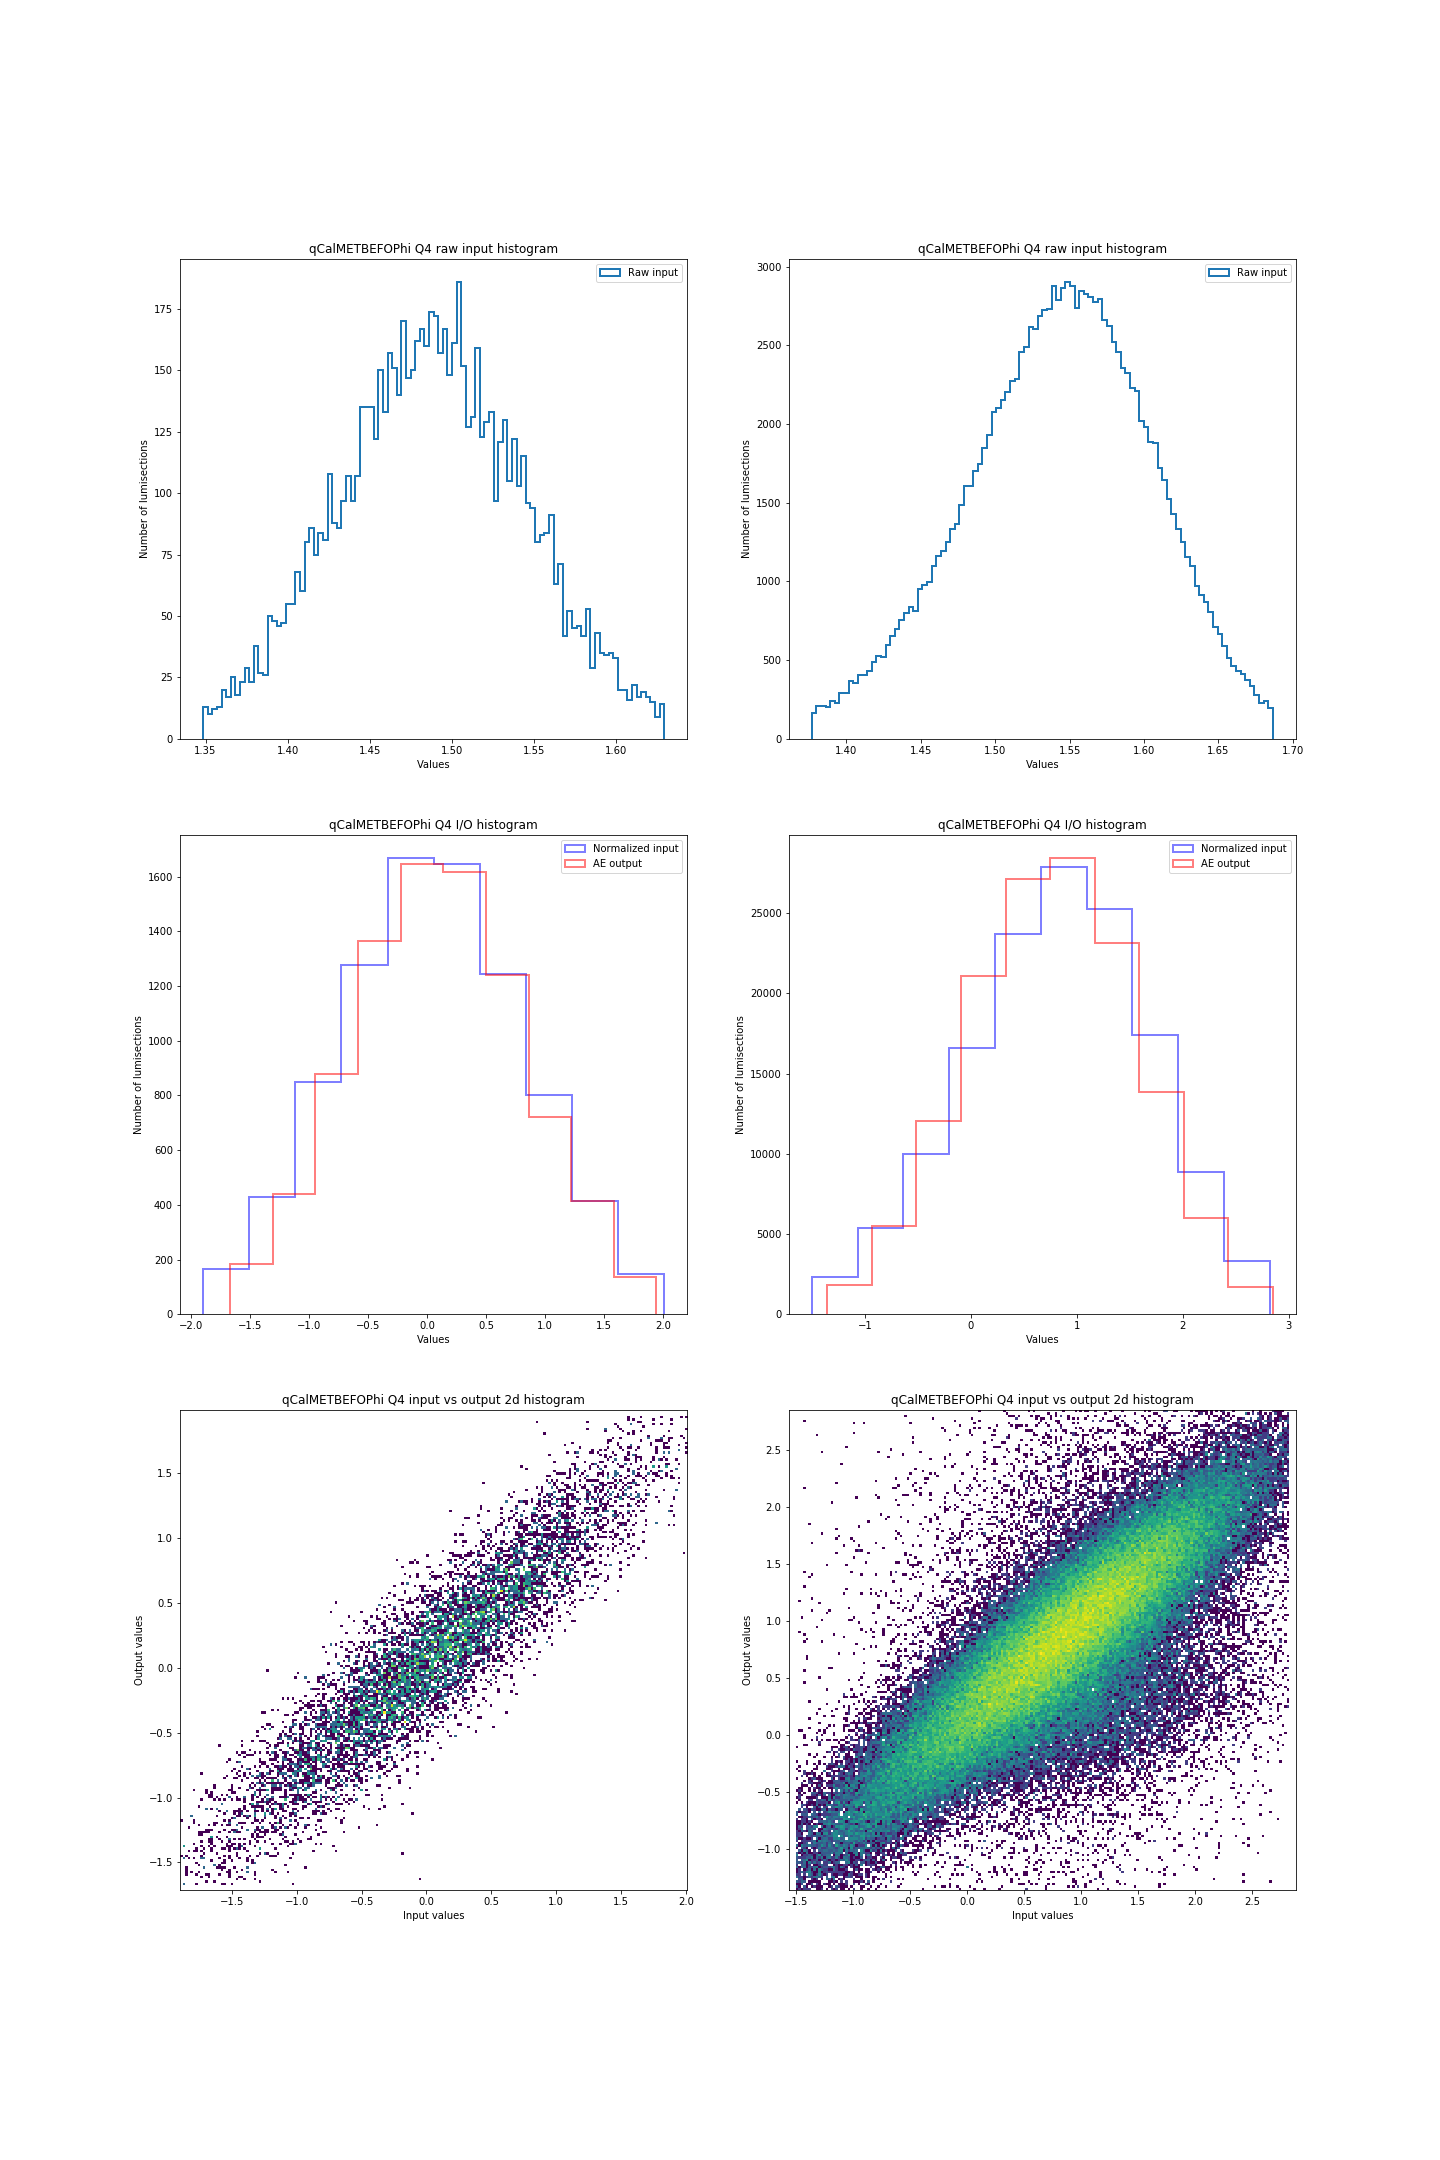 qCalMETBEFOPhi Q4 raw input histogram
Raw input
Number of lumisections
175
150
125
100
75
50
25
0
1.35 1.40 1.45 1.50 1.55 1.60
Values
qCalMETBEFOPhi Q4 raw input histogram
Raw input
Number of lumisections
3000
2500
2000
1500
1000
500
0
1.40 1.45 1.50 1.55 1.60 1.65 1.70
Values
qCalMETBEFOPhi Q4 I/O histogram
Normalized input
AE output
Number of lumisections
1600
1400
1200
1000
800
600
400
200
0
−2.0 −1.5 −1.0 −0.5 0.0 0.5 1.0 1.5 2.0
Values
qCalMETBEFOPhi Q4 I/O histogram
Normalized input
AE output
Number of lumisections
25000
20000
15000
10000
5000
0
−1 0 1 2 3
Values
qCalMETBEFOPhi Q4 input vs output 2d histogram
Output values
1.5
1.0
0.5
0.0
−0.5
−1.0
−1.5
−1.5 −1.0 −0.5 0.0 0.5 1.0 1.5 2.0
Input values
qCalMETBEFOPhi Q4 input vs output 2d histogram
Output values
2.5
2.0
1.5
1.0
0.5
0.0
−0.5
−1.0
−1.5 −1.0 −0.5 0.0 0.5 1.0 1.5 2.0 2.5
Input values